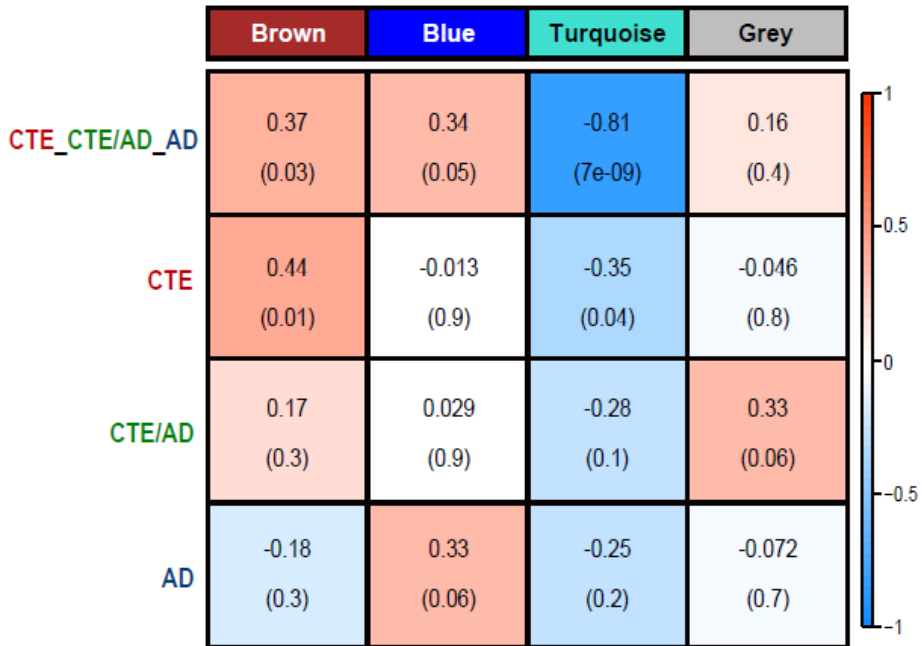 Brown Blue Turquoise Grey
CTE_CTE/AD_AD 0.37 0.34 -0.81 0.16
(0.03) (0.05) (7e-09) (0.4)
CTE 0.44 -0.013 -0.35 -0.046
(0.01) (0.9) (0.04) (0.8)
CTE/AD 0.17 0.029 -0.28 0.33
(0.3) (0.9) (0.1) (0.06)
AD -0.18 0.33 -0.25 -0.072
(0.3) (0.06) (0.2) (0.7)
1
0.5
0
-0.5
-1